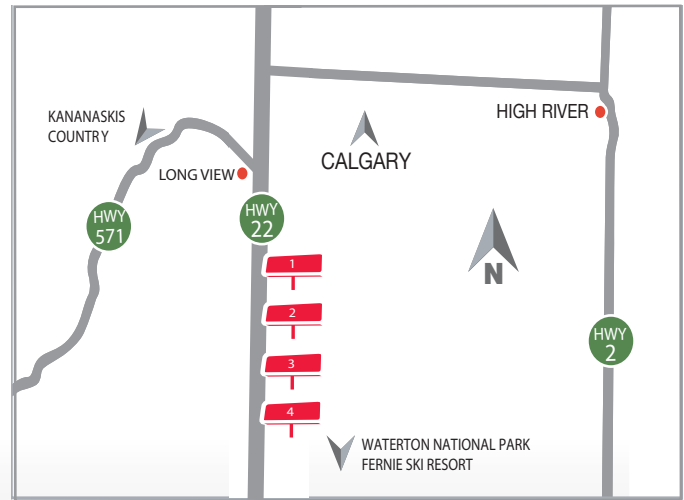 KANANASKIS
COUNTRY
HIGH RIVER
CALGARY
LONG VIEW
HWY
571
HWY
22
1
N
2
HWY
2
3
4
WATERTON NATIONAL PARK
FERNIE SKI RESORT